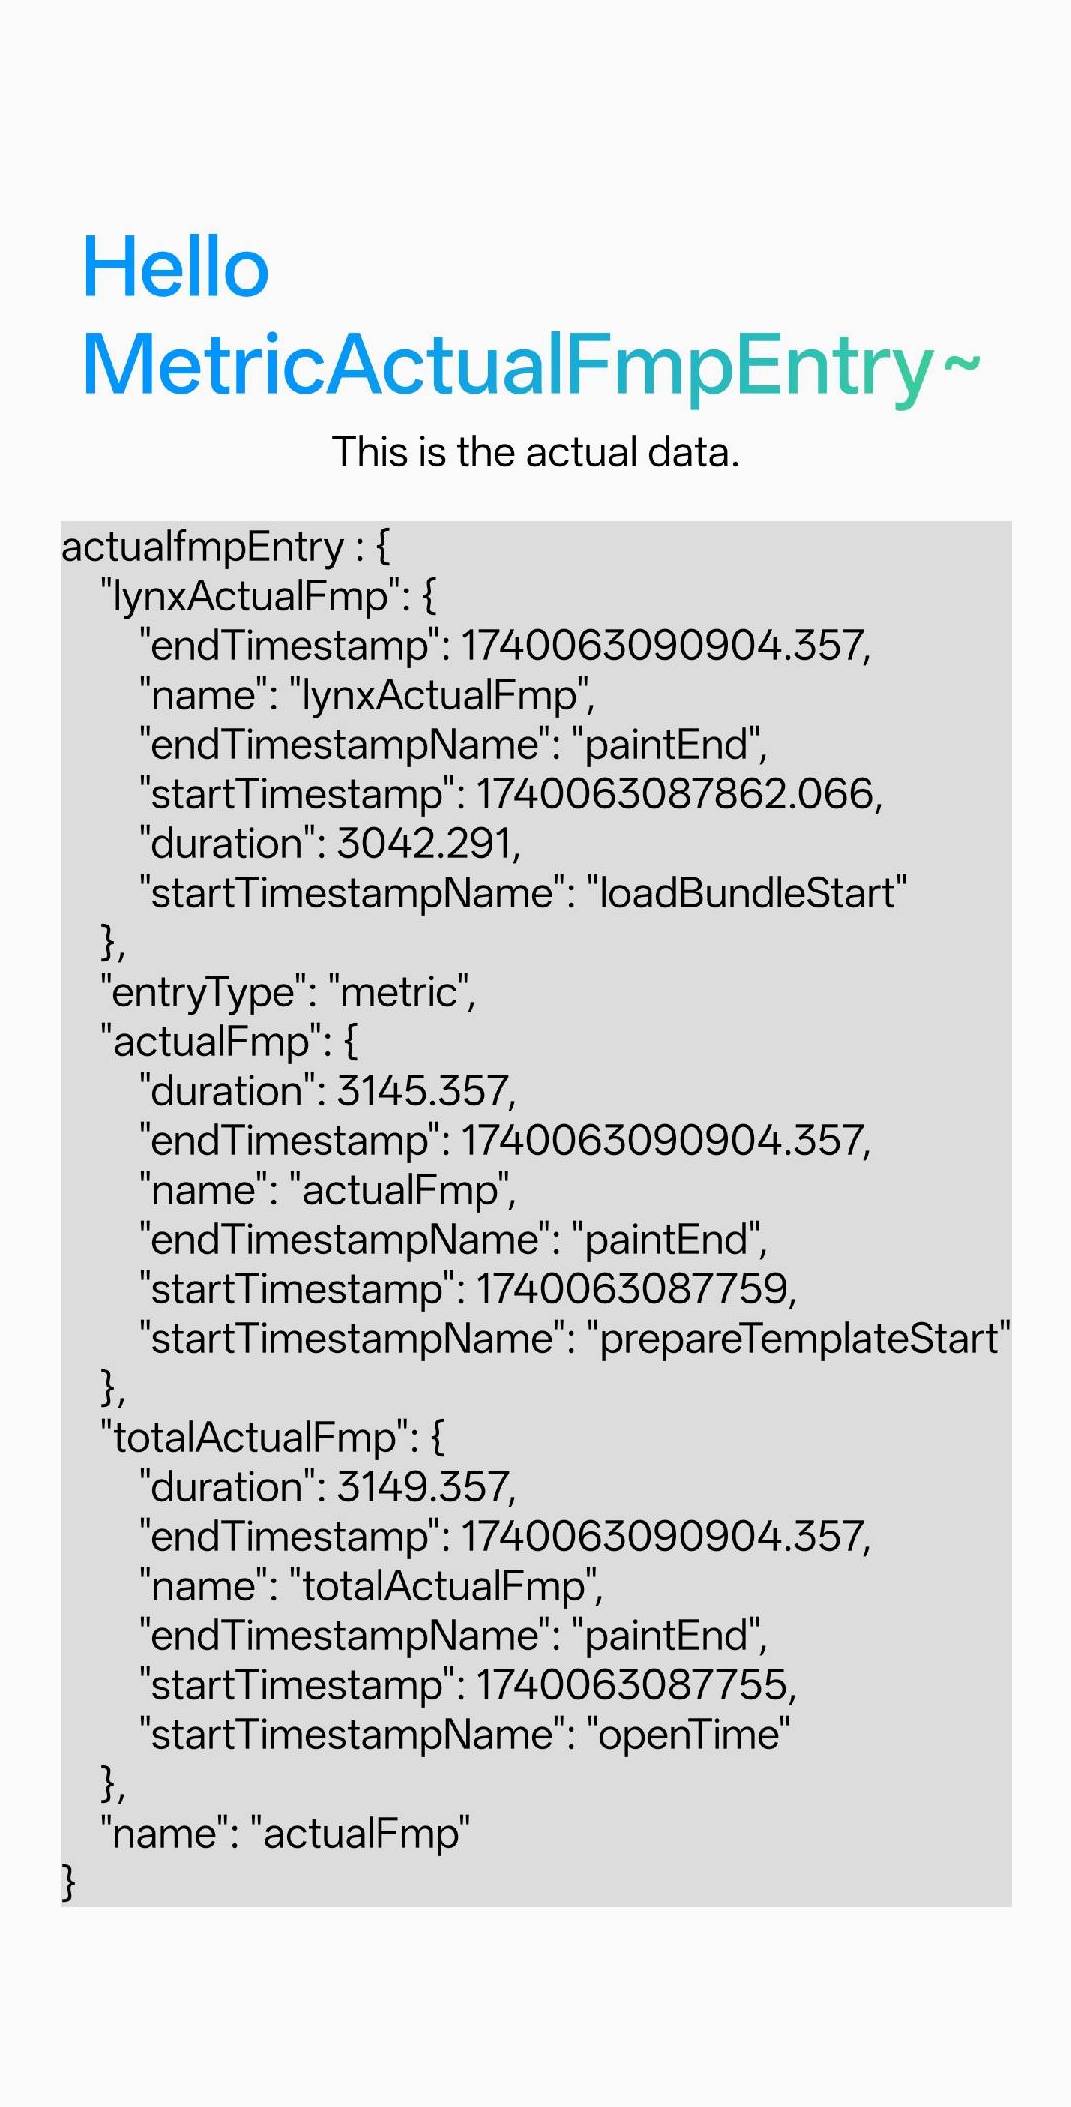 Hello
MetricActualFmpEntry~
This is the actual data.
actualfmpEntry : {
    "lynxActualFmp": {
        "endTimestamp": 1740063090904.357,
        "name": "lynxActualFmp",
        "endTimestampName": "paintEnd",
        "startTimestamp": 1740063087862.066,
        "duration": 3042.291,
        "startTimestampName": "loadBundleStart"
    },
    "entryType": "metric",
    "actualFmp": {
        "duration": 3145.357,
        "endTimestamp": 1740063090904.357,
        "name": "actualFmp",
        "endTimestampName": "paintEnd",
        "startTimestamp": 1740063087759,
        "startTimestampName": "prepareTemplateStart"
    },
    "totalActualFmp": {
        "duration": 3149.357,
        "endTimestamp": 1740063090904.357,
        "name": "totalActualFmp",
        "endTimestampName": "paintEnd",
        "startTimestamp": 1740063087755,
        "startTimestampName": "openTime"
    },
    "name": "actualFmp"
}